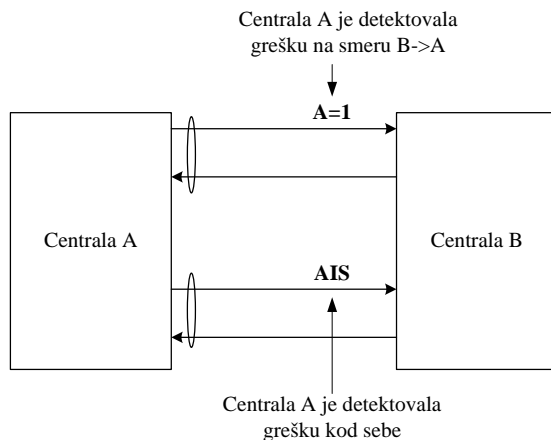 Centrala A je detektovala
grešku na smeru B->A
A=1
Centrala A
Centrala B
AIS
Centrala A je detektovala
grešku kod sebe